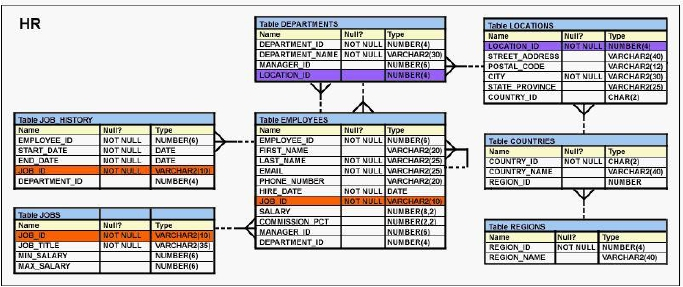 HR
Table DEPARTMENTS
Name Null? Type
DEPARTMENT_ID NOT NULL NUMBER(4)
DEPARTMENT_NAME NOT NULL VARCHAR2(30)
MANAGER_ID NUMBER(6)
LOCATION_ID NUMBER(4)
Table LOCATIONS
Name Null? Type
LOCATION_ID NOT NULL NUMBER(4)
STREET_ADDRESS VARCHAR2(40)
POSTAL_CODE VARCHAR2(12)
CITY NOT NULL VARCHAR2(30)
STATE_PROVINCE VARCHAR2(25)
COUNTRY_ID CHAR(2)
Table JOB_HISTORY
Name Null? Type
EMPLOYEE_ID NOT NULL NUMBER(6)
START_DATE NOT NULL DATE
END_DATE NOT NULL DATE
JOB_ID NOT NULL VARCHAR2(10)
DEPARTMENT_ID NUMBER(4)
Table EMPLOYEES
Name Null? Type
EMPLOYEE_ID NOT NULL NUMBER(6)
FIRST_NAME VARCHAR2(20)
LAST_NAME NOT NULL VARCHAR2(25)
EMAIL NOT NULL VARCHAR2(25)
PHONE_NUMBER VARCHAR2(20)
HIRE_DATE NOT NULL DATE
JOB_ID NOT NULL VARCHAR2(10)
SALARY NUMBER(8,2)
COMMISSION_PCT NUMBER(2,2)
MANAGER_ID NUMBER(6)
DEPARTMENT_ID NUMBER(4)
Table COUNTRIES
Name Null? Type
COUNTRY_ID NOT NULL CHAR(2)
COUNTRY_NAME VARCHAR2(40)
REGION_ID NUMBER
Table JOBS
Name Null? Type
JOB_ID NOT NULL VARCHAR2(10)
JOB_TITLE NOT NULL VARCHAR2(35)
MIN_SALARY NUMBER(6)
MAX_SALARY NUMBER(6)
Table REGIONS
Name Null? Type
REGION_ID NOT NULL NUMBER(4)
REGION_NAME VARCHAR2(40)